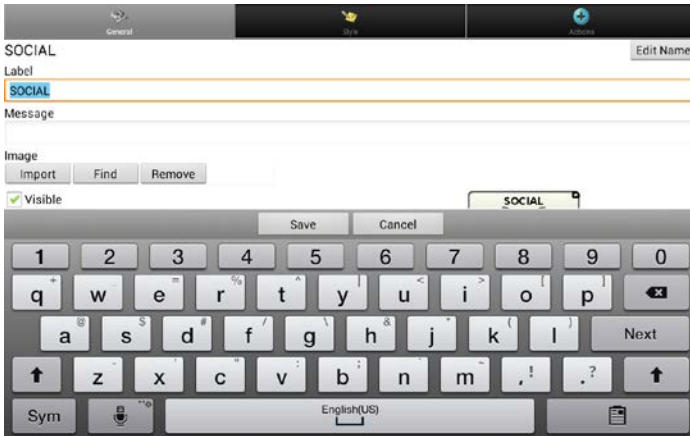 General Style Actions
SOCIAL Edit Name
Label
SOCIAL
Message
Image
Import Find Remove
Visible
SOCIAL
Save Cancel
1 2 3 4 5 6 7 8 9 0
q + w e = r % t ^ y | u < i > o [ p ]
a @ s $ d # f / g \ h & j * k ( l ) Next
z - x ' c " v : b ; n m ~ , ! . ?
Sym English(US)